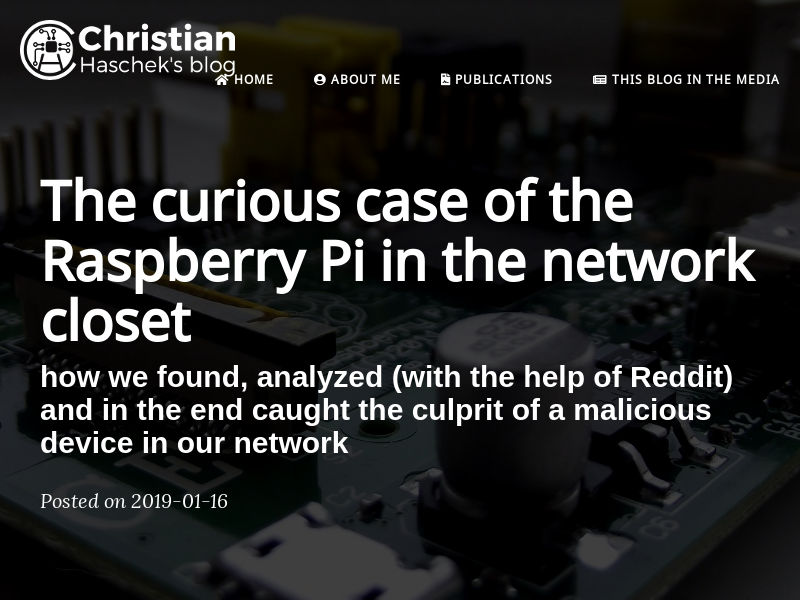 Christian
Haschek's blog
HOME
ABOUT ME
PUBLICATIONS
THIS BLOG IN THE MEDIA
The curious case of the
Raspberry Pi in the network
closet
how we found, analyzed (with the help of Reddit)
and in the end caught the culprit of a malicious
device in our network
Posted on 2019-01-16